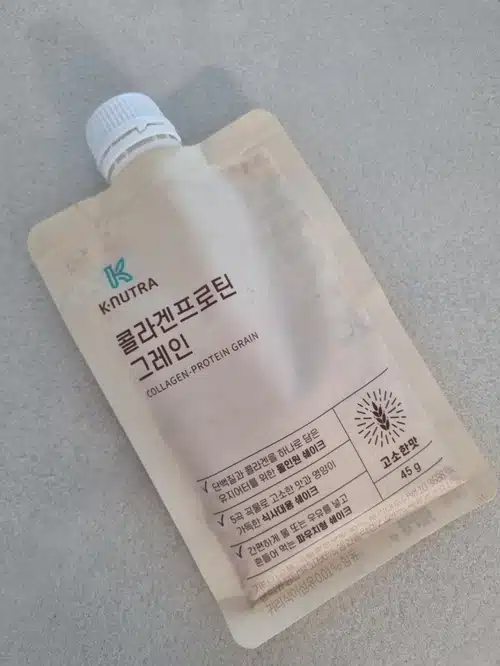 K·NUTRA
콜라겐프로틴
그레인
COLLAGEN-PROTEIN GRAIN
단백질과 콜라겐을 하나로 담은
유지어터를 위한 올인원 쉐이크
5곡 곡물로 고소한 맛과 영양이
가득한 식사대용 쉐이크
간편하게 물 또는 우유를 넣고
흔들어 먹는 파우치형 쉐이크
고소한맛
45 g